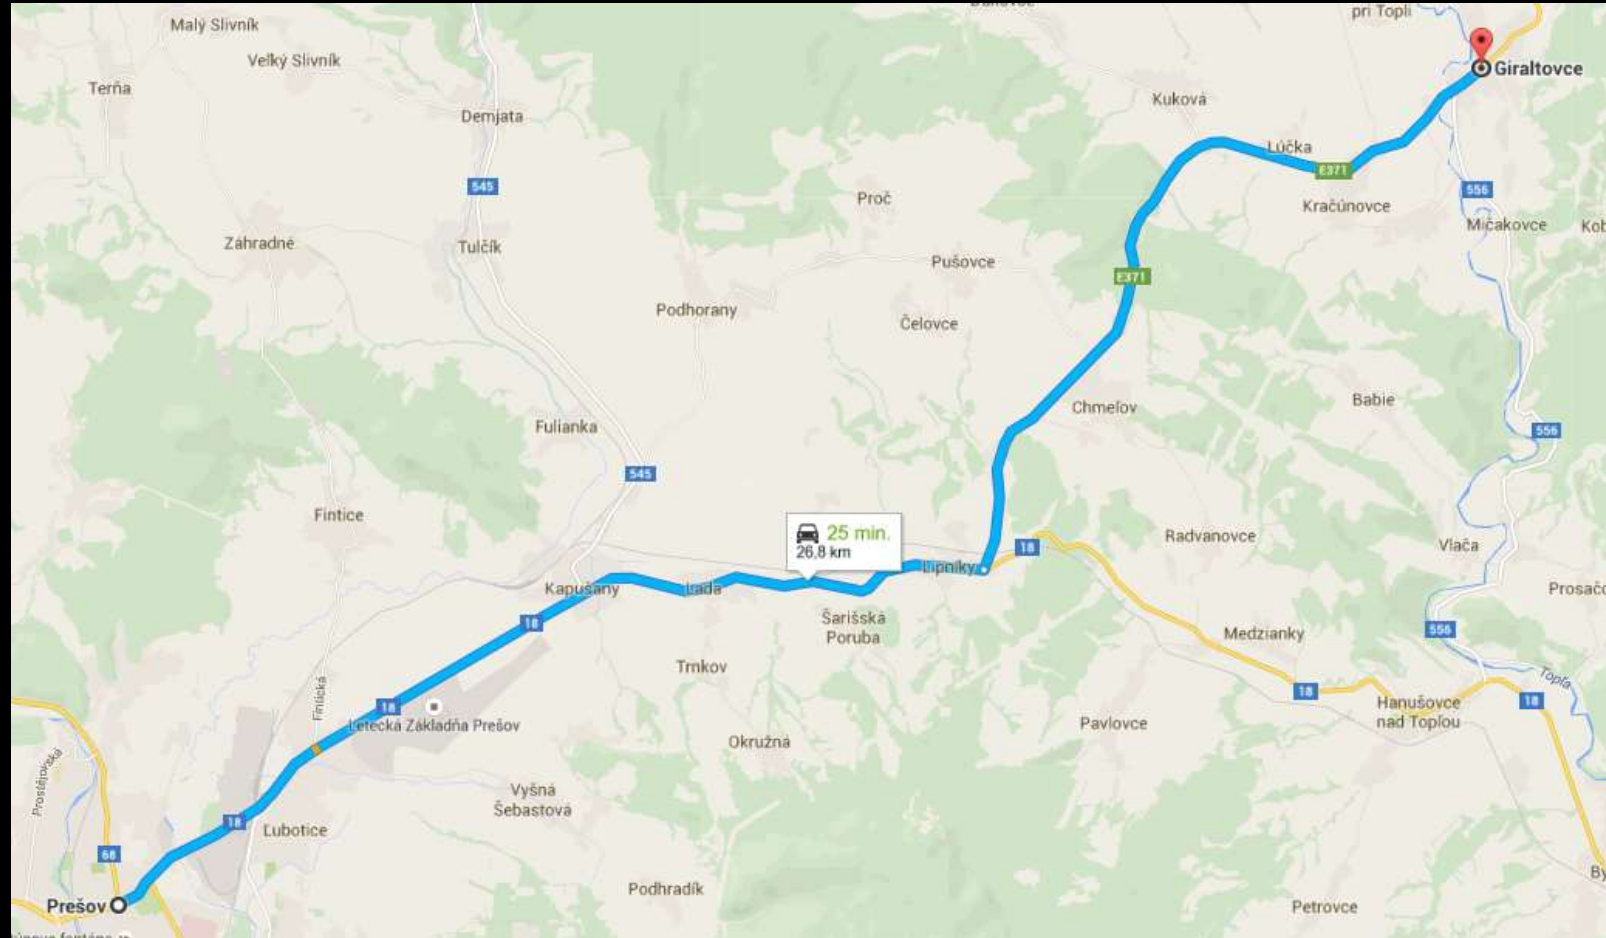 pri Topli
Malý Slivník
Veľký Slivník
Giraltovce
Terňa
Kuková
Demjata
Lúčka
E371
545
556
Proč
Kračúnovce
Mičakovce
Záhradné
Tulčík
Pušovce
E371
Podhorany
Čelovce
Babie
Chmeľov
Fulianka
556
545
Fintice
25 min.
26,8 km
Radvanovce
18
Vlača
Lipníky
Kapušany
Lada
18
Šarišská
Poruba
556
Medzianky
Trnkov
Topľa
18
18
18
Hanušovce
nad Topľou
Fintická
Letecká Základňa Prešov
Pavlovce
Okružná
Prostějovská
Vyšná
Šebastová
18
Ľubotice
68
Podhradík
Prešov
Petrovce